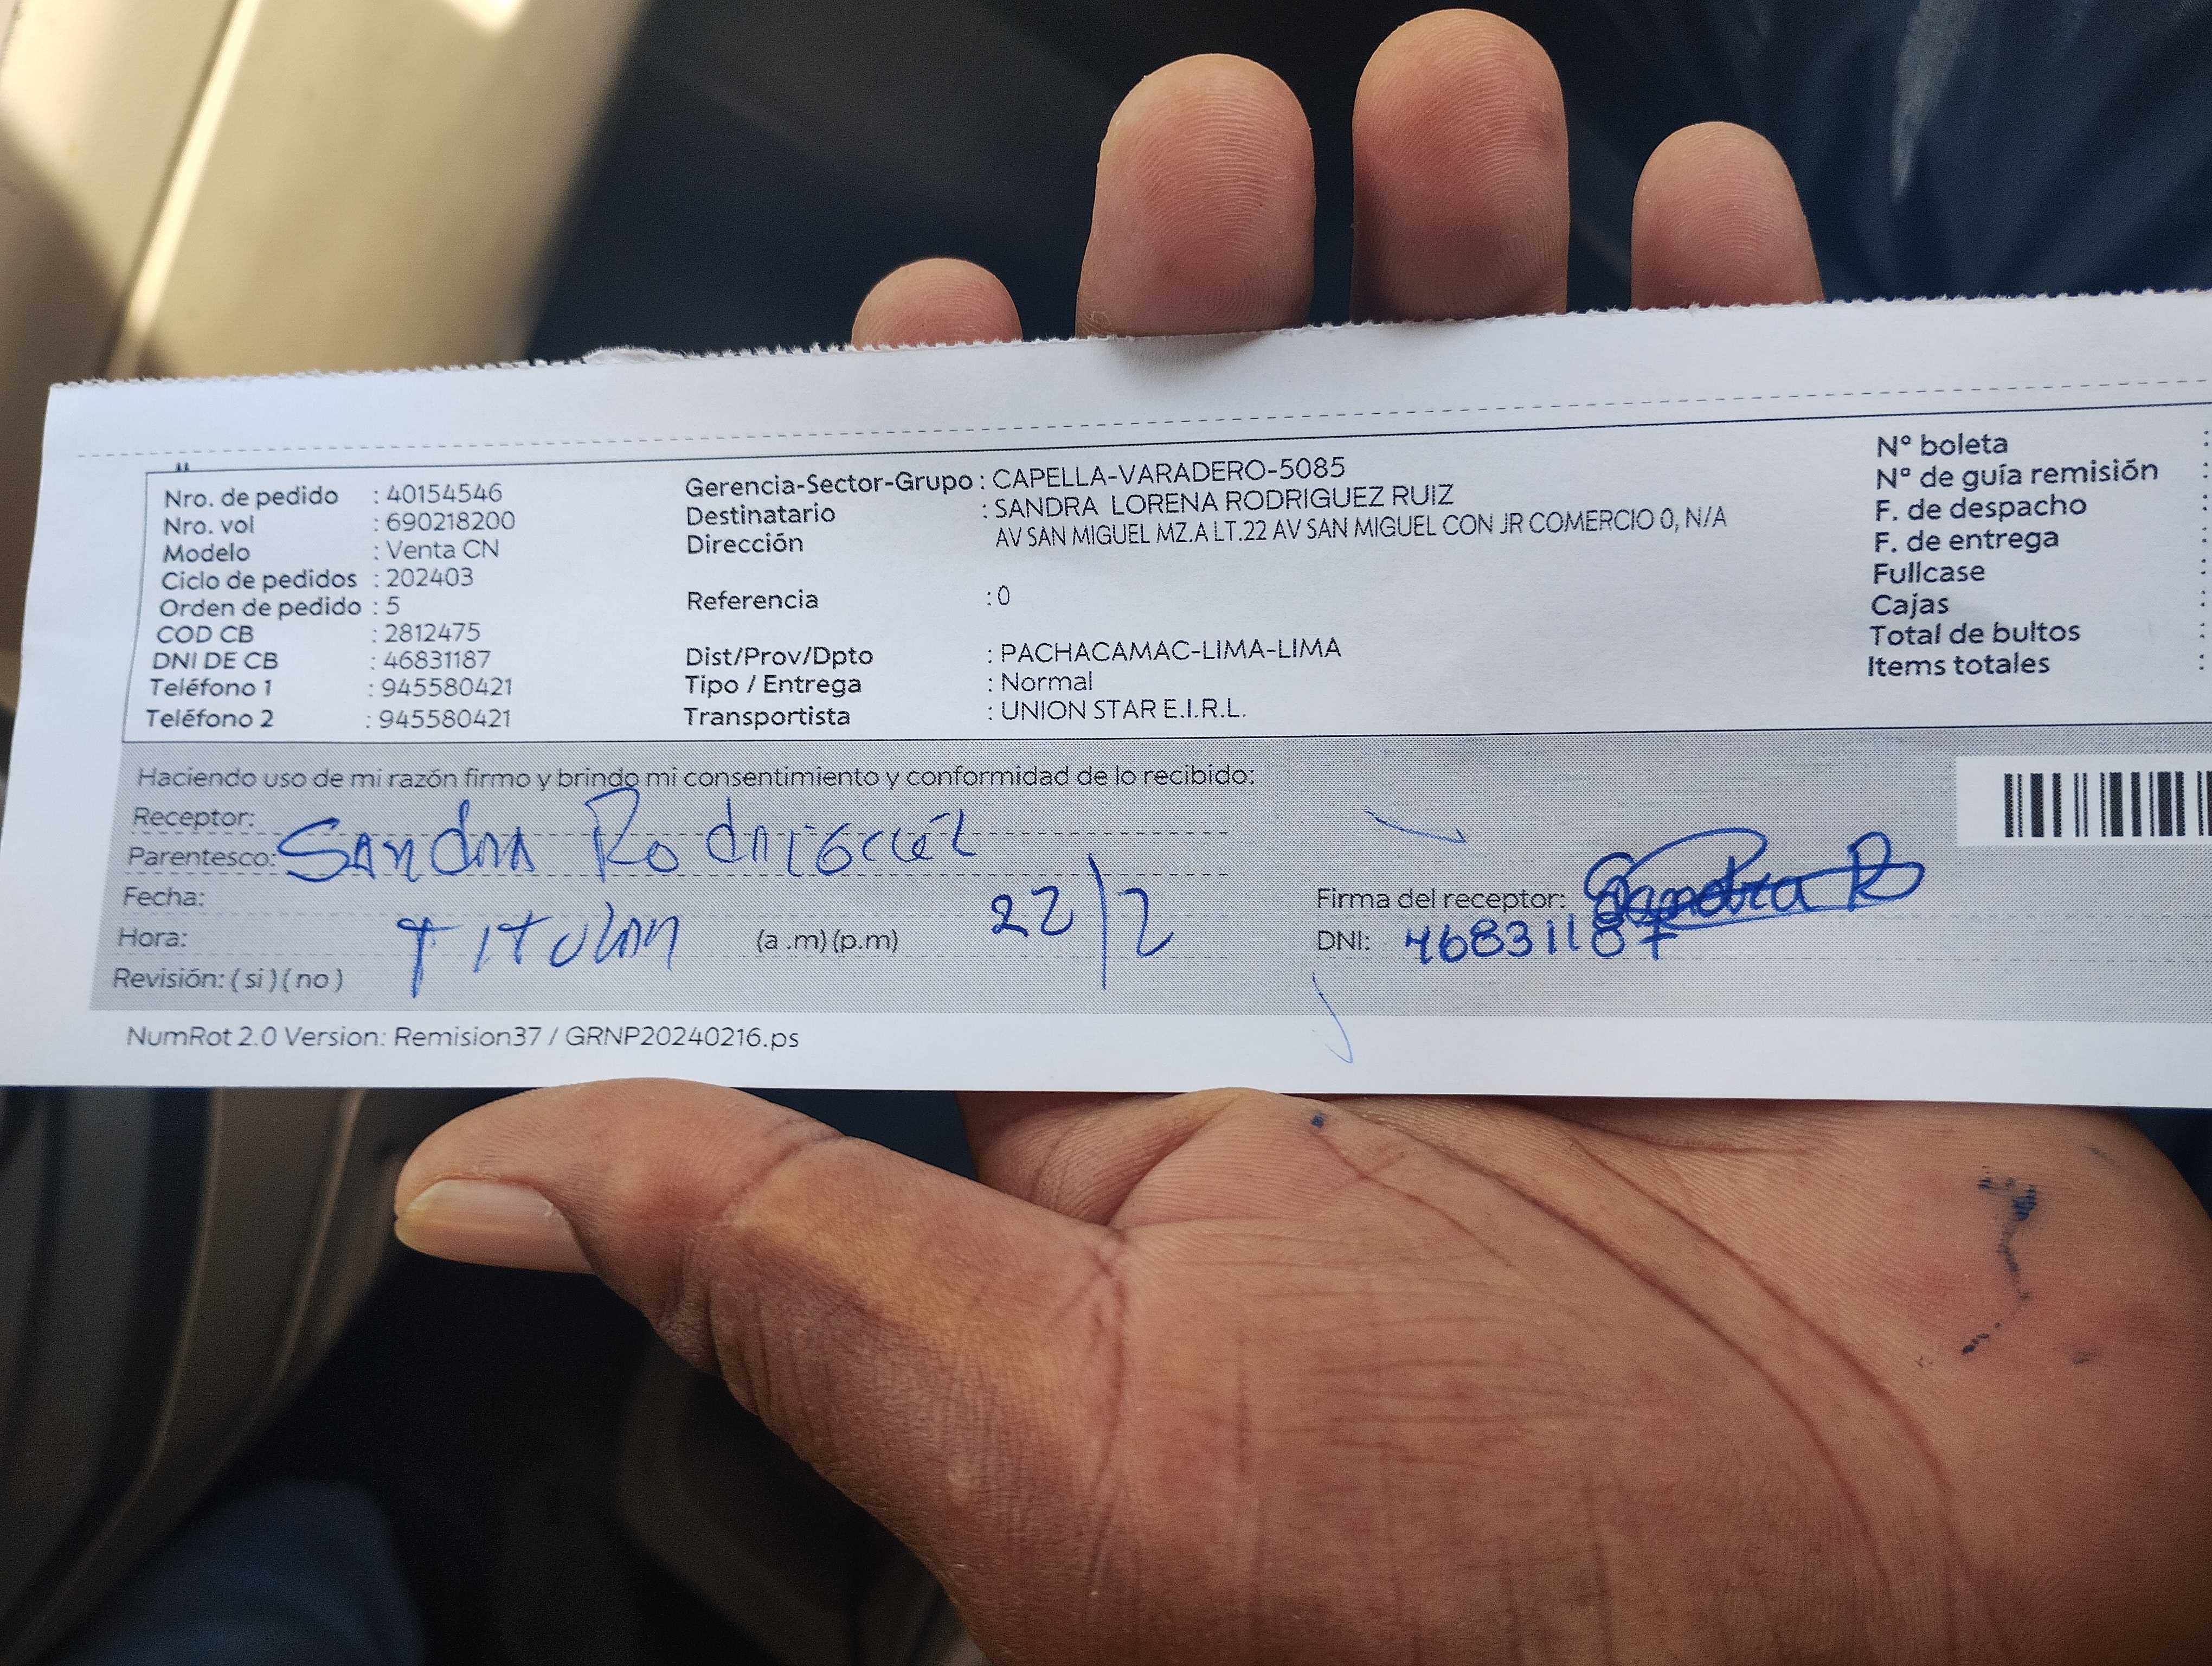 Nro. de pedido : 40154546
Nro. vol : 690218200
Modelo : Venta CN
Ciclo de pedidos : 202403
Orden de pedido : 5
COD CB : 2812475
DNI DE CB : 46831187
Teléfono 1 : 945580421
Teléfono 2 : 945580421
Gerencia-Sector-Grupo : CAPELLA-VARADERO-5085
Destinatario : SANDRA LORENA RODRIGUEZ RUIZ
Dirección AV SAN MIGUEL MZ.A LT.22 AV SAN MIGUEL CON JR COMERCIO 0, N/A
Referencia : 0
Dist/Prov/Dpto : PACHACAMAC-LIMA-LIMA
Tipo / Entrega : Normal
Transportista : UNION STAR E.I.R.L.
N° boleta :
N° de guía remisión :
F. de despacho :
F. de entrega :
Fullcase :
Cajas :
Total de bultos :
Items totales :
Haciendo uso de mi razón firmo y brindo mi consentimiento y conformidad de lo recibido:
Receptor:
Parentesco: Sandra Rodriguez
Fecha: 22/2
Hora: Titular (a .m) (p.m)
Revisión: ( si ) ( no )
Firma del receptor: Sandra R
DNI: 46831187
NumRot 2.0 Version: Remision37 / GRNP20240216.ps